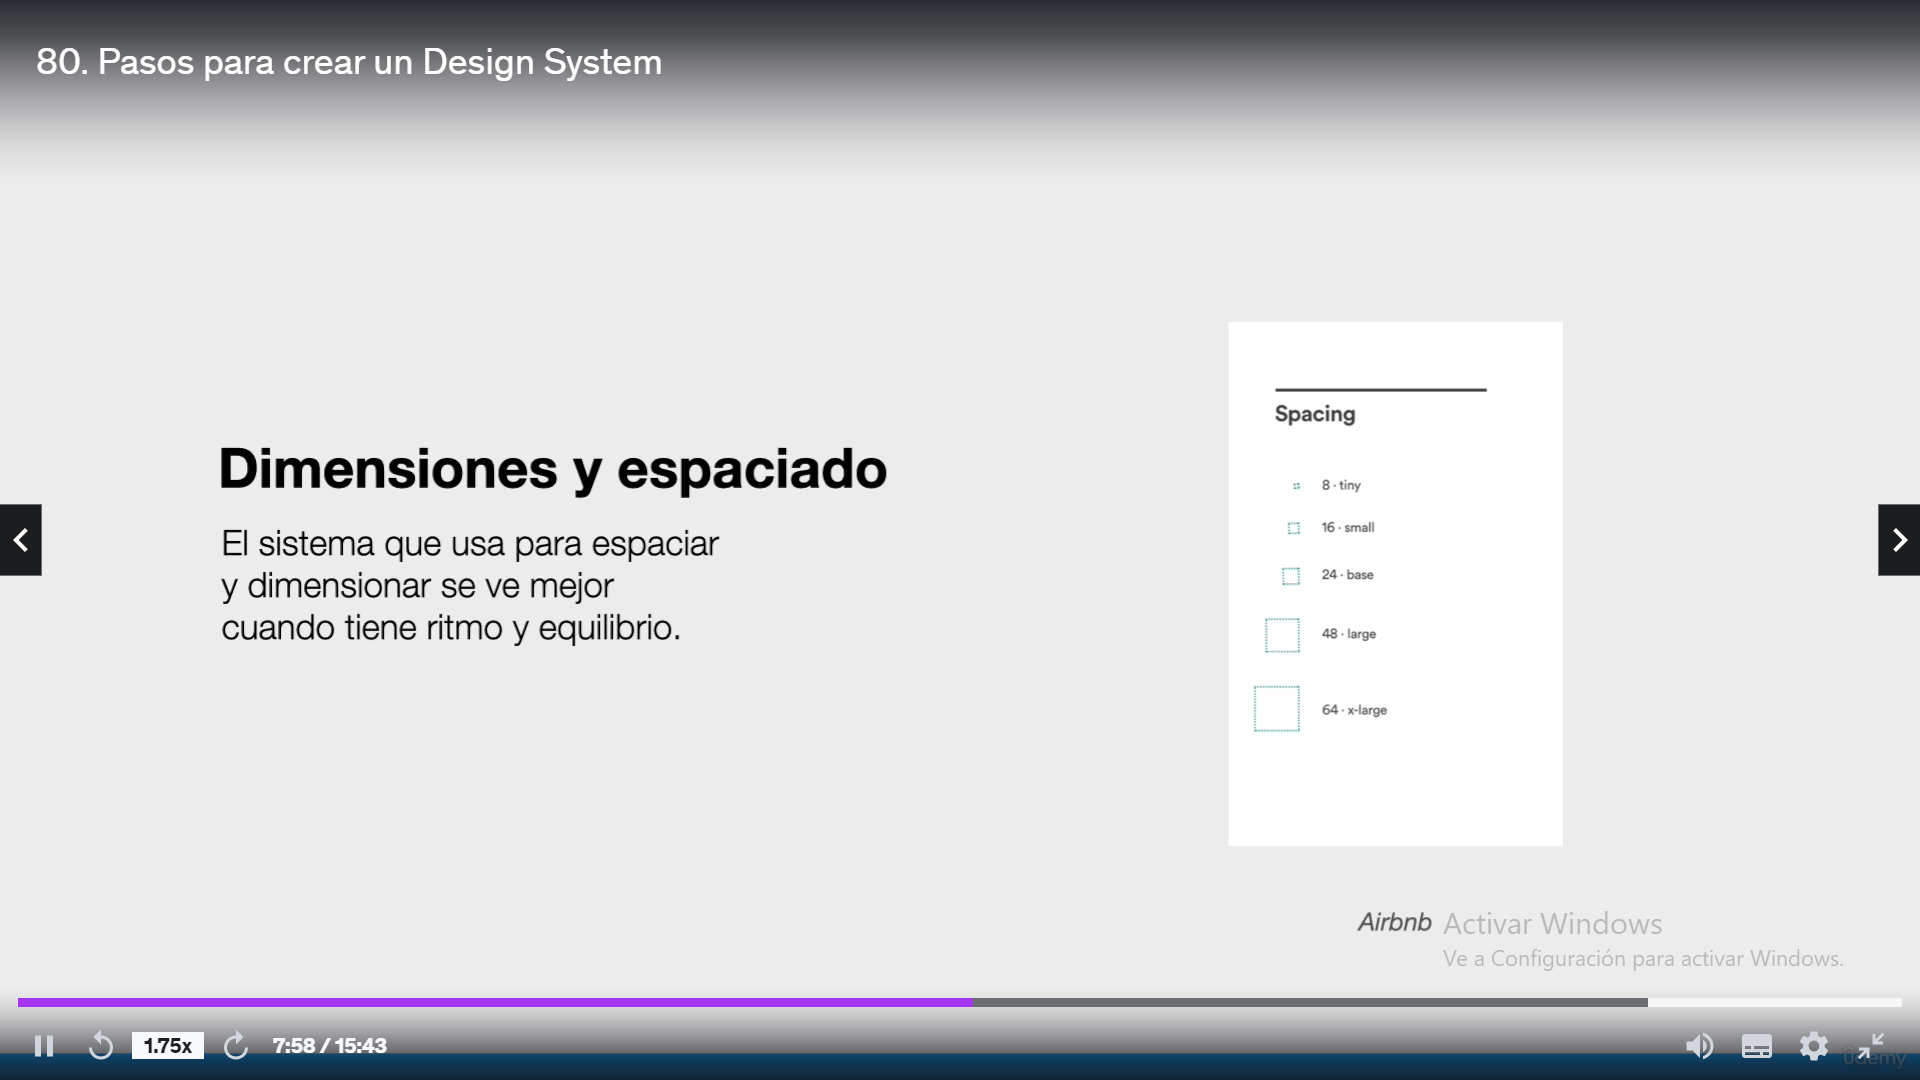 80. Pasos para crear un Design System
Dimensiones y espaciado
El sistema que usa para espaciar
y dimensionar se ve mejor
cuando tiene ritmo y equilibrio.
Spacing
8 · tiny
16 · small
24 · base
48 · large
64 · x-large
Airbnb
Activar Windows
Ve a Configuración para activar Windows.
1.75x
7:58 / 15:43
ûdemy